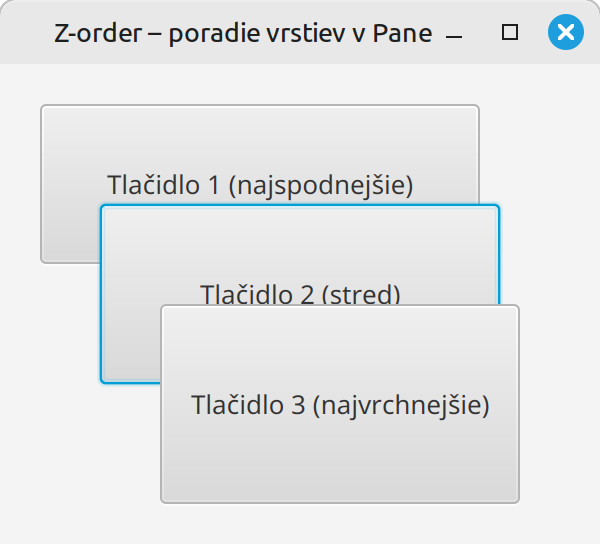 Z-order – poradie vrstiev v Pane
Tlačidlo 1 (najspodnejšie)
Tlačidlo 2 (stred)
Tlačidlo 3 (najvrchnejšie)